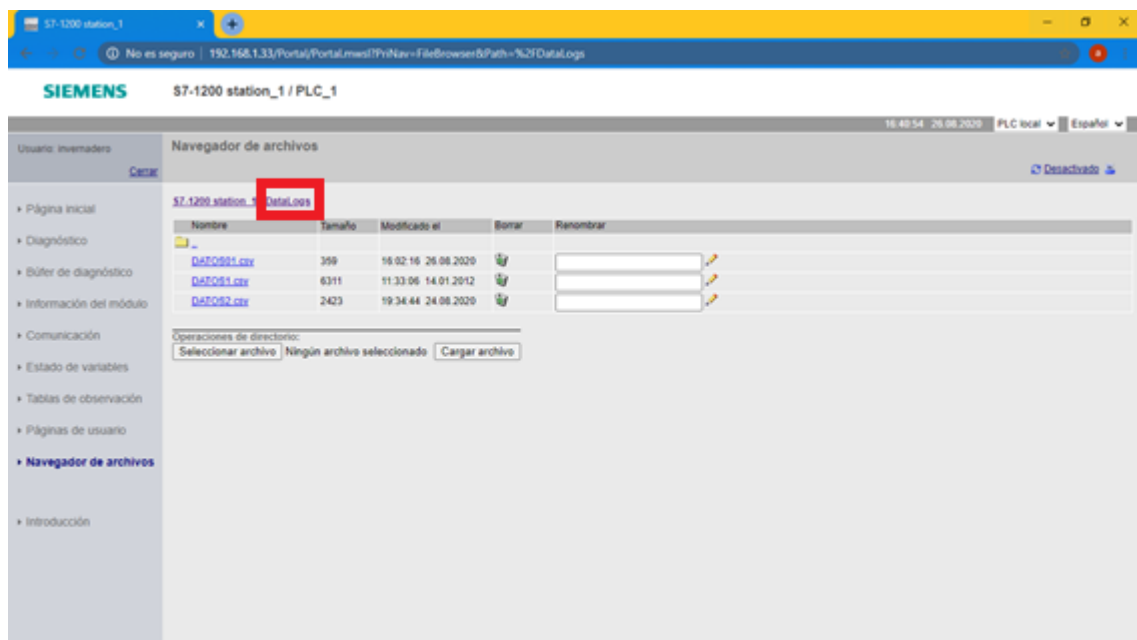 S7-1200 station_1
No es seguro | 192.168.1.33/Portal/Portal.mwsl?PriNav=FileBrowser&Path=%2FDataLogs
a
SIEMENS S7-1200 station_1 / PLC_1
16:40:54 26.08.2020 PLC local Español
Usuario: invernadero
Cerrar
Navegador de archivos
Desactivado
Página inicial
Diagnóstico
Búfer de diagnóstico
Información del módulo
Comunicación
Estado de variables
Tablas de observación
Páginas de usuario
Navegador de archivos
Introducción
S7-1200 station_1 DataLogs
Nombre Tamaño Modificado el Borrar Renombrar
..
DATOS01.csv 359 16:02:16 26.08.2020
DATOS1.csv 6311 11:33:06 14.01.2012
DATOS2.csv 2423 19:34:44 24.08.2020
Operaciones de directorio:
Seleccionar archivo Ningún archivo seleccionado Cargar archivo